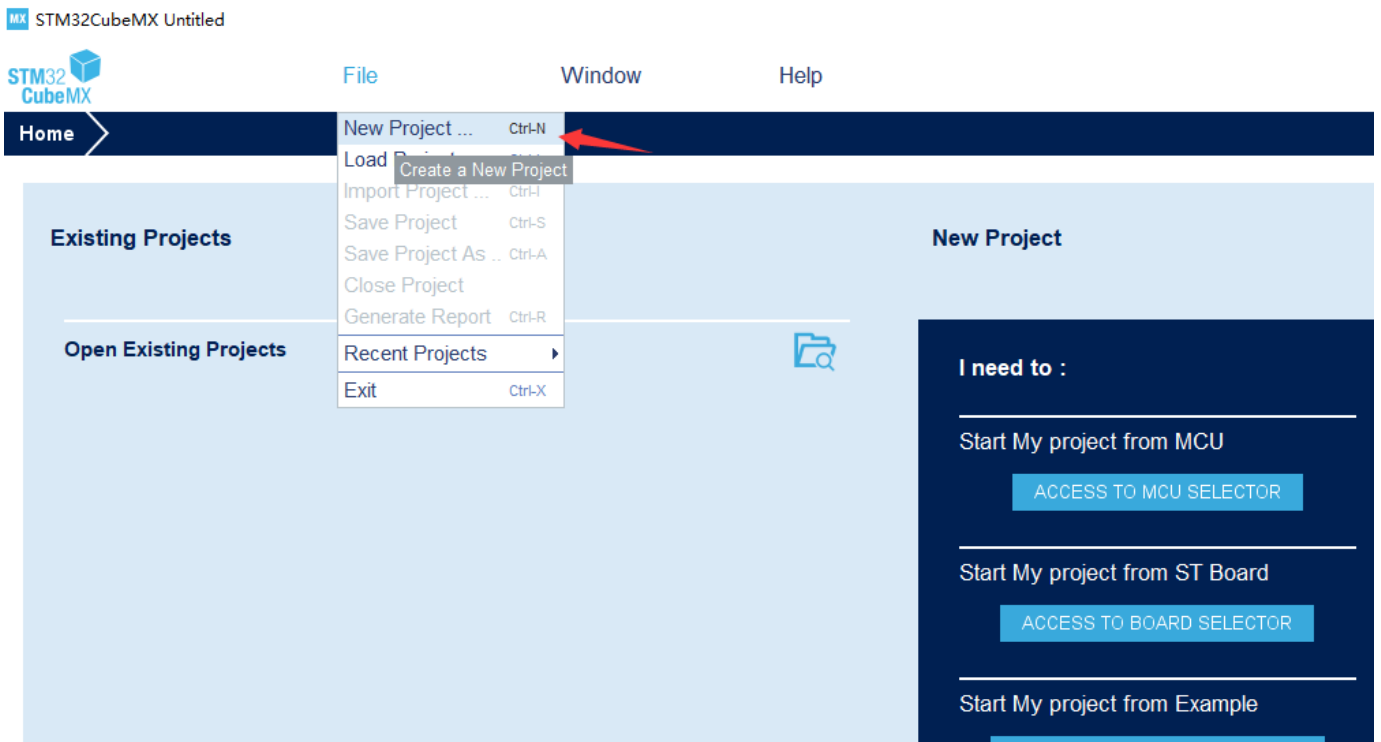 MX STM32CubeMX Untitled
STM32
CubeMX
File
Window
Help
Home
New Project ... Ctrl-N
Load
Create a New Project
Import Project ... Ctrl-I
Save Project Ctrl-S
Save Project As .. Ctrl-A
Close Project
Generate Report Ctrl-R
Recent Projects
Exit Ctrl-X
Existing Projects
Open Existing Projects
New Project
I need to :
Start My project from MCU
ACCESS TO MCU SELECTOR
Start My project from ST Board
ACCESS TO BOARD SELECTOR
Start My project from Example